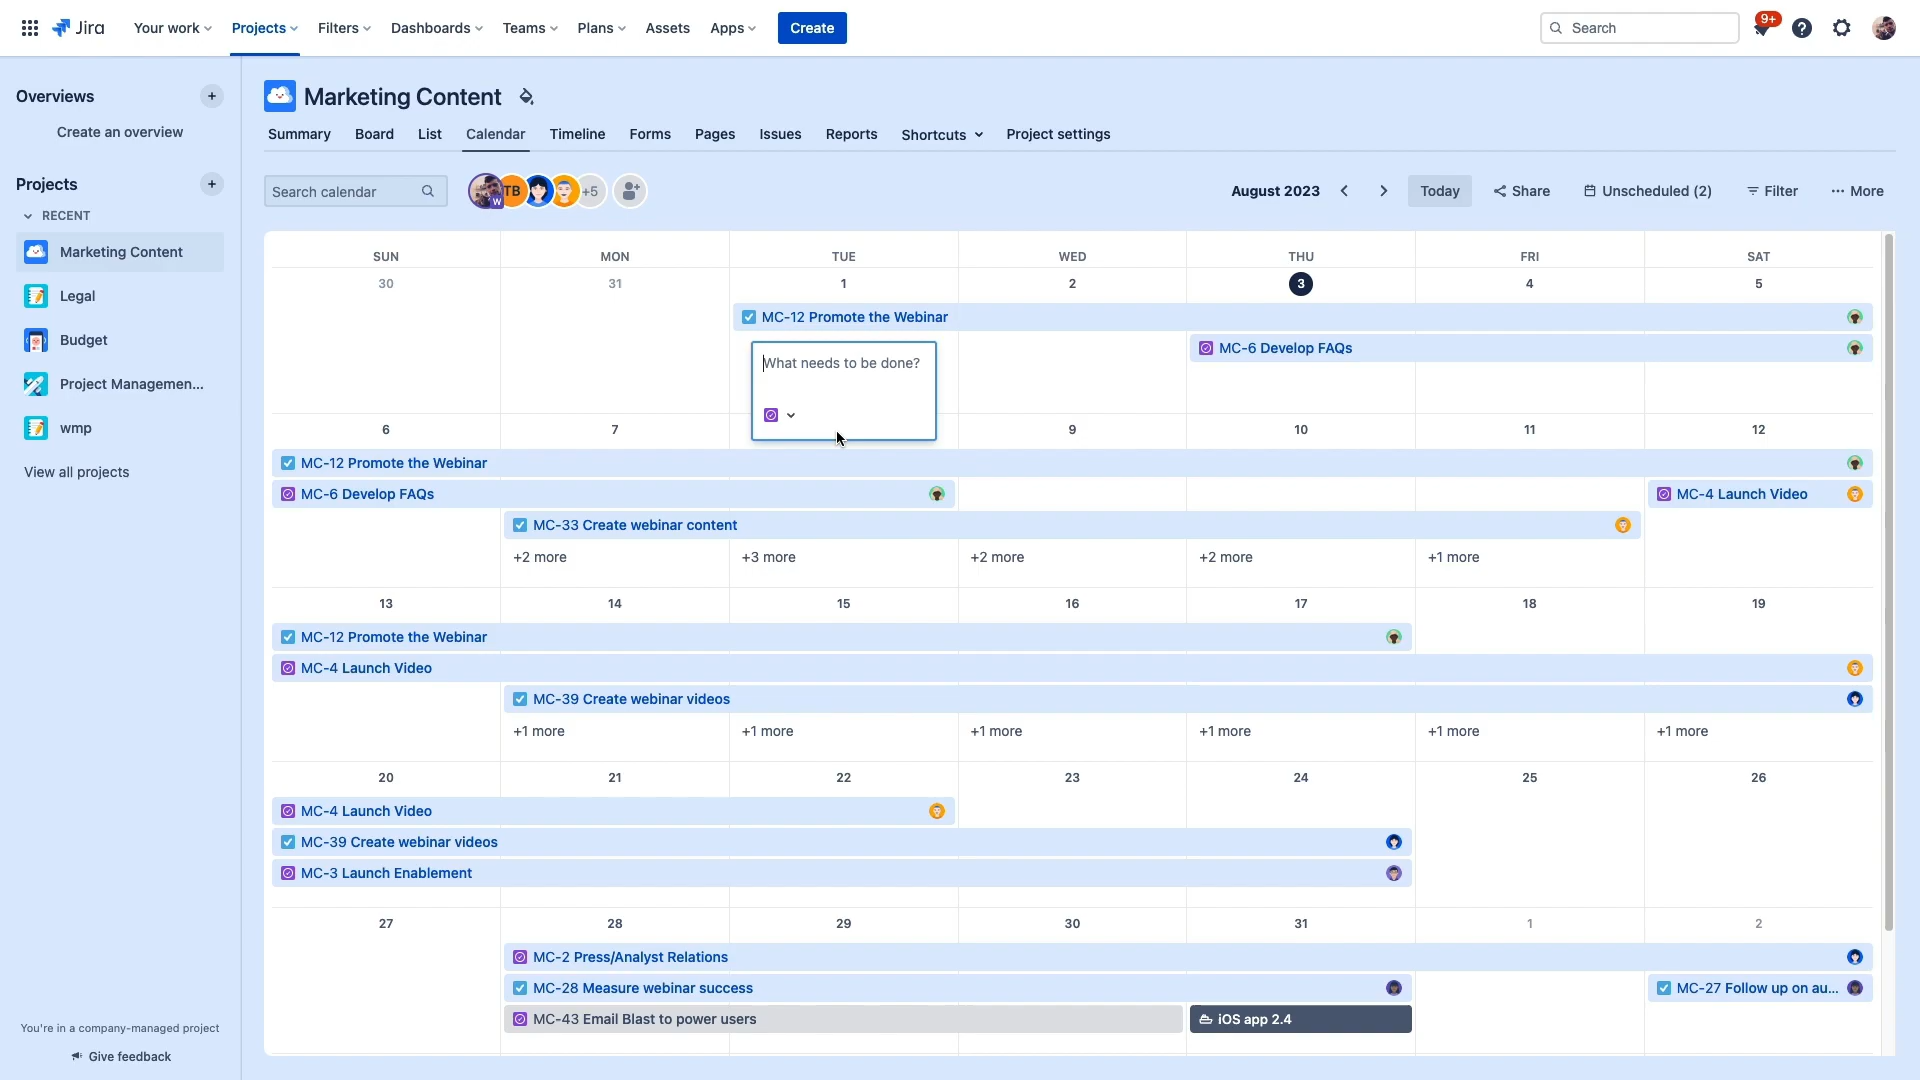 Jira
Your work
Projects
Filters
Dashboards
Teams
Plans
Assets
Apps
Create
Search
9+
Overviews
Create an overview
Projects
RECENT
Marketing Content
Legal
Budget
Project Managemen...
wmp
View all projects
You're in a company-managed project
Give feedback
Marketing Content
Summary
Board
List
Calendar
Timeline
Forms
Pages
Issues
Reports
Shortcuts
Project settings
Search calendar
W
TB
+5
August 2023
Today
Share
Unscheduled (2)
Filter
More
SUN MON TUE WED THU FRI SAT
30 31 1 2 3 4 5
MC-12 Promote the Webinar
MC-6 Develop FAQs
What needs to be done?
6 7 9 10 11 12
MC-12 Promote the Webinar
MC-6 Develop FAQs
MC-4 Launch Video
MC-33 Create webinar content
+2 more +3 more +2 more +2 more +1 more
13 14 15 16 17 18 19
MC-12 Promote the Webinar
MC-4 Launch Video
MC-39 Create webinar videos
+1 more +1 more +1 more +1 more +1 more +1 more
20 21 22 23 24 25 26
MC-4 Launch Video
MC-39 Create webinar videos
MC-3 Launch Enablement
27 28 29 30 31 1 2
MC-2 Press/Analyst Relations
MC-28 Measure webinar success
MC-27 Follow up on au...
MC-43 Email Blast to power users
iOS app 2.4